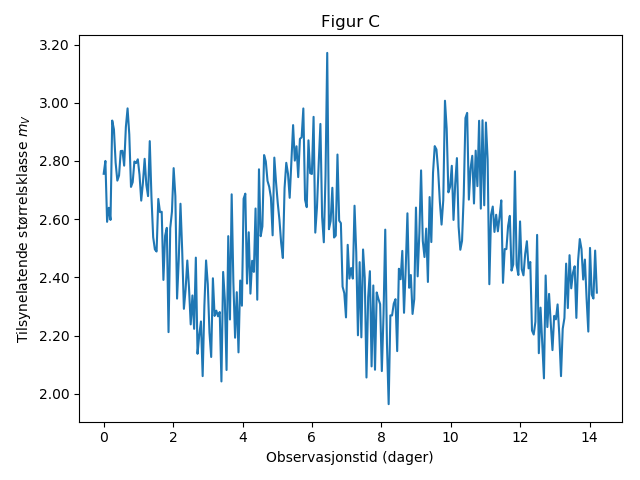 Figur C
Tilsynelatende størrelsklasse m_V
3.20
3.00
2.80
2.60
2.40
2.20
2.00
0 2 4 6 8 10 12 14
Observasjonstid (dager)